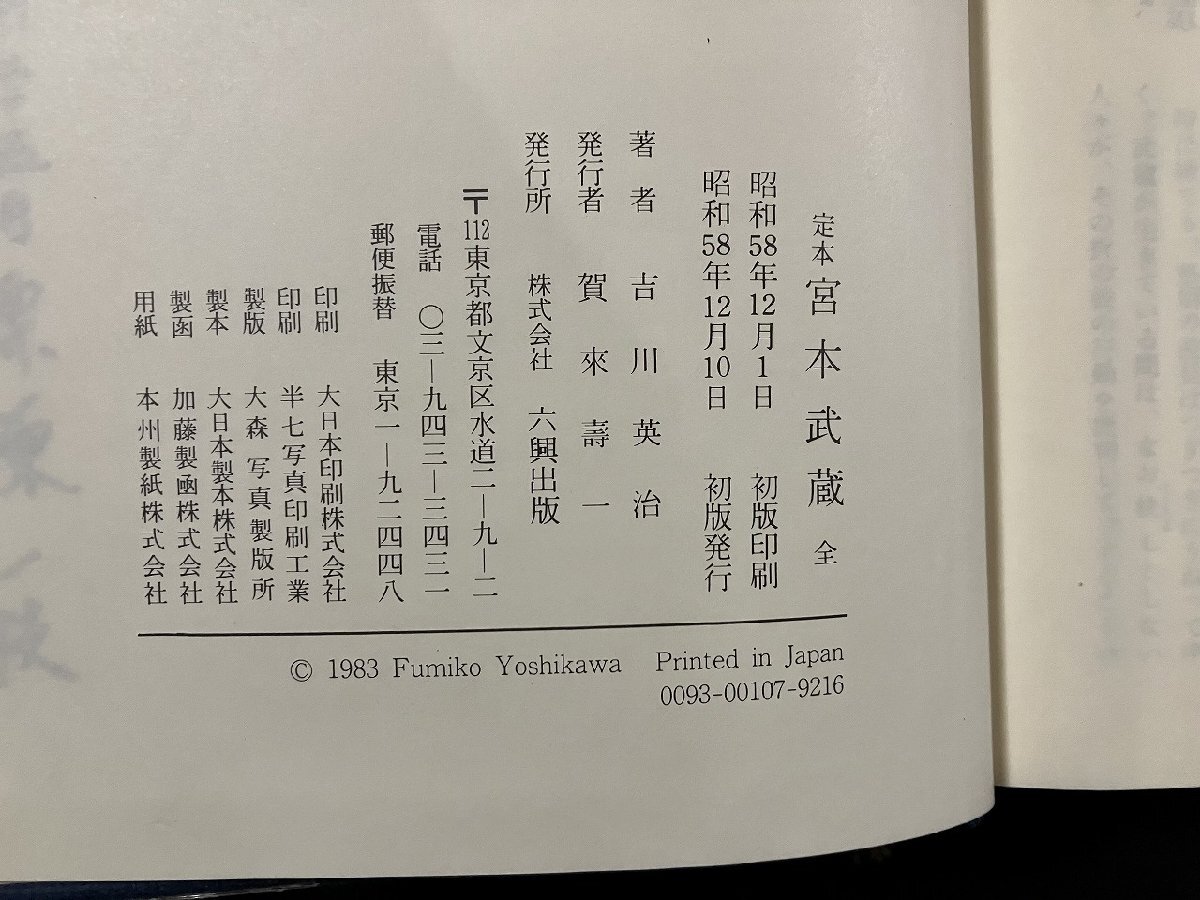 定本 宮本武蔵 全
昭和58年12月1日 初版印刷
昭和58年12月10日 初版発行
著者 吉川英治
発行者 賀來壽一
発行所 株式会社 六興出版
〒112東京都文京区水道二―九―二
電話 〇三―九四三―三四三一
郵便振替 東京一―九二四四八
印刷 大日本印刷株式会社
印刷 半七写真印刷工業
製版 大森写真製版所
製本 大日本製本株式会社
製函 加藤製凾株式会社
用紙 本州製紙株式会社
© 1983 Fumiko Yoshikawa Printed in Japan
0093-00107-9216